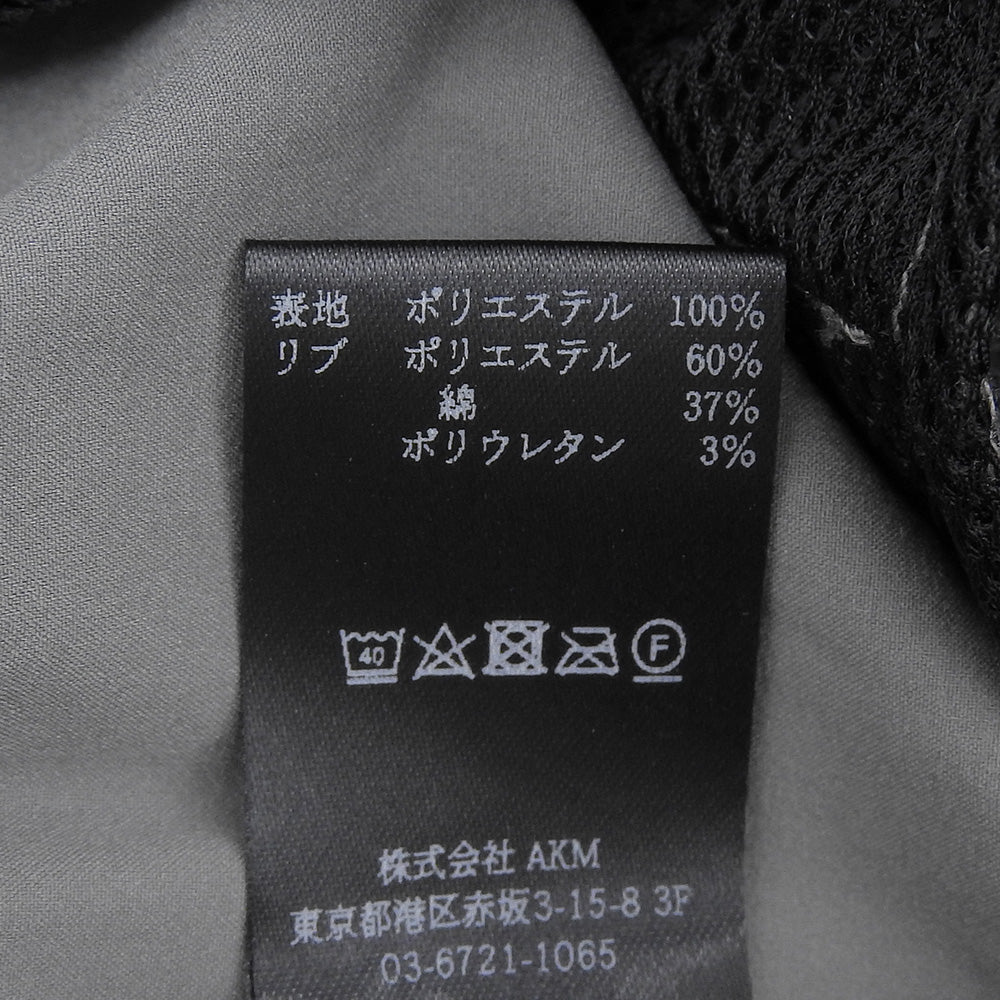 表地 ポリエステル 100%
リブ ポリエステル 60%
綿 37%
ポリウレタン 3%
40 F
株式会社 AKM
東京都港区赤坂3-15-8 3F
03-6721-1065